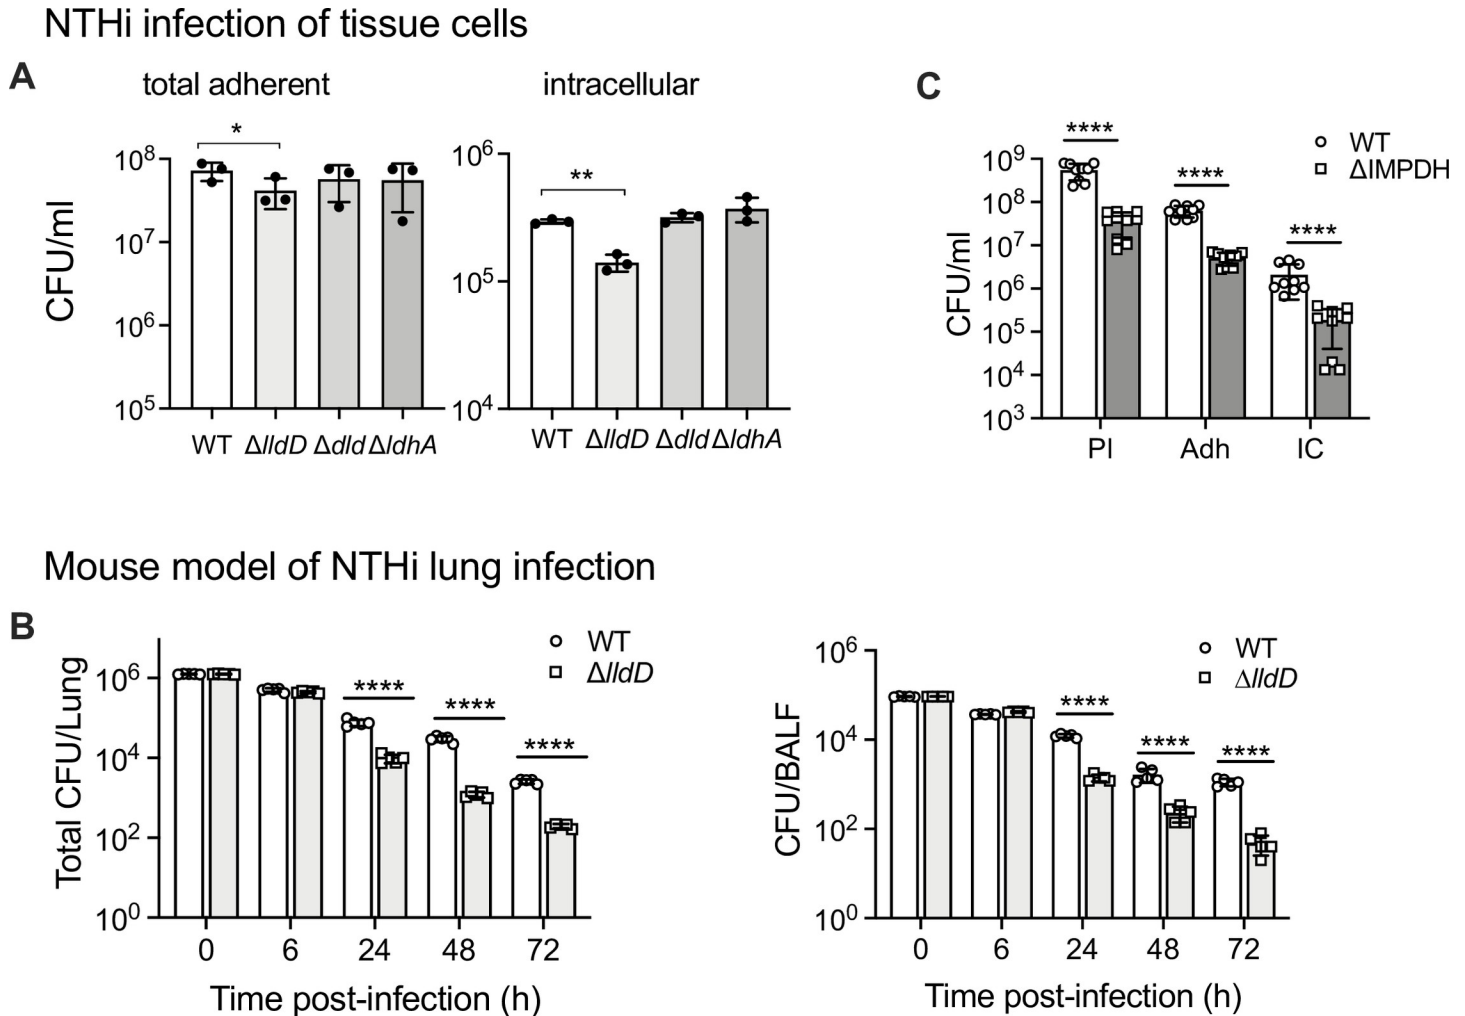 NTHi infection of tissue cells
A
total adherent
intracellular
CFU/ml
10⁸
10⁷
10⁶
10⁵
*
WT ΔlldD Δdld ΔldhA
10⁶
10⁵
10⁴
**
WT ΔlldD Δdld ΔldhA
C
WT
ΔIMPDH
CFU/ml
10⁹
10⁸
10⁷
10⁶
10⁵
10⁴
10³
****
****
****
PI Adh IC
Mouse model of NTHi lung infection
B
WT
ΔlldD
Total CFU/Lung
10⁶
10⁴
10²
10⁰
****
****
****
0 6 24 48 72
Time post-infection (h)
WT
ΔlldD
CFU/BALF
10⁶
10⁴
10²
10⁰
****
****
****
0 6 24 48 72
Time post-infection (h)